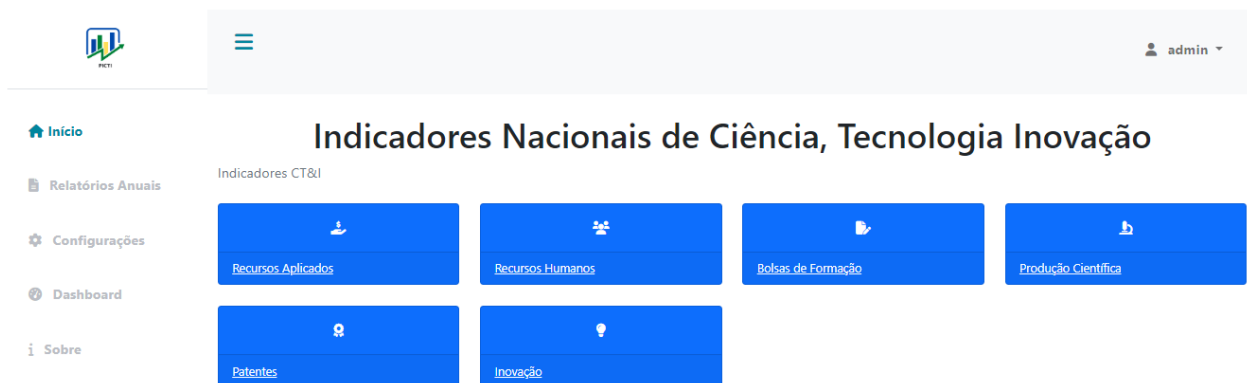 PICTI
admin
Início
Relatórios Anuais
Configurações
Dashboard
Sobre
Indicadores Nacionais de Ciência, Tecnologia Inovação
Indicadores CT&I
Recursos Aplicados
Recursos Humanos
Bolsas de Formação
Produção Científica
Patentes
Inovação